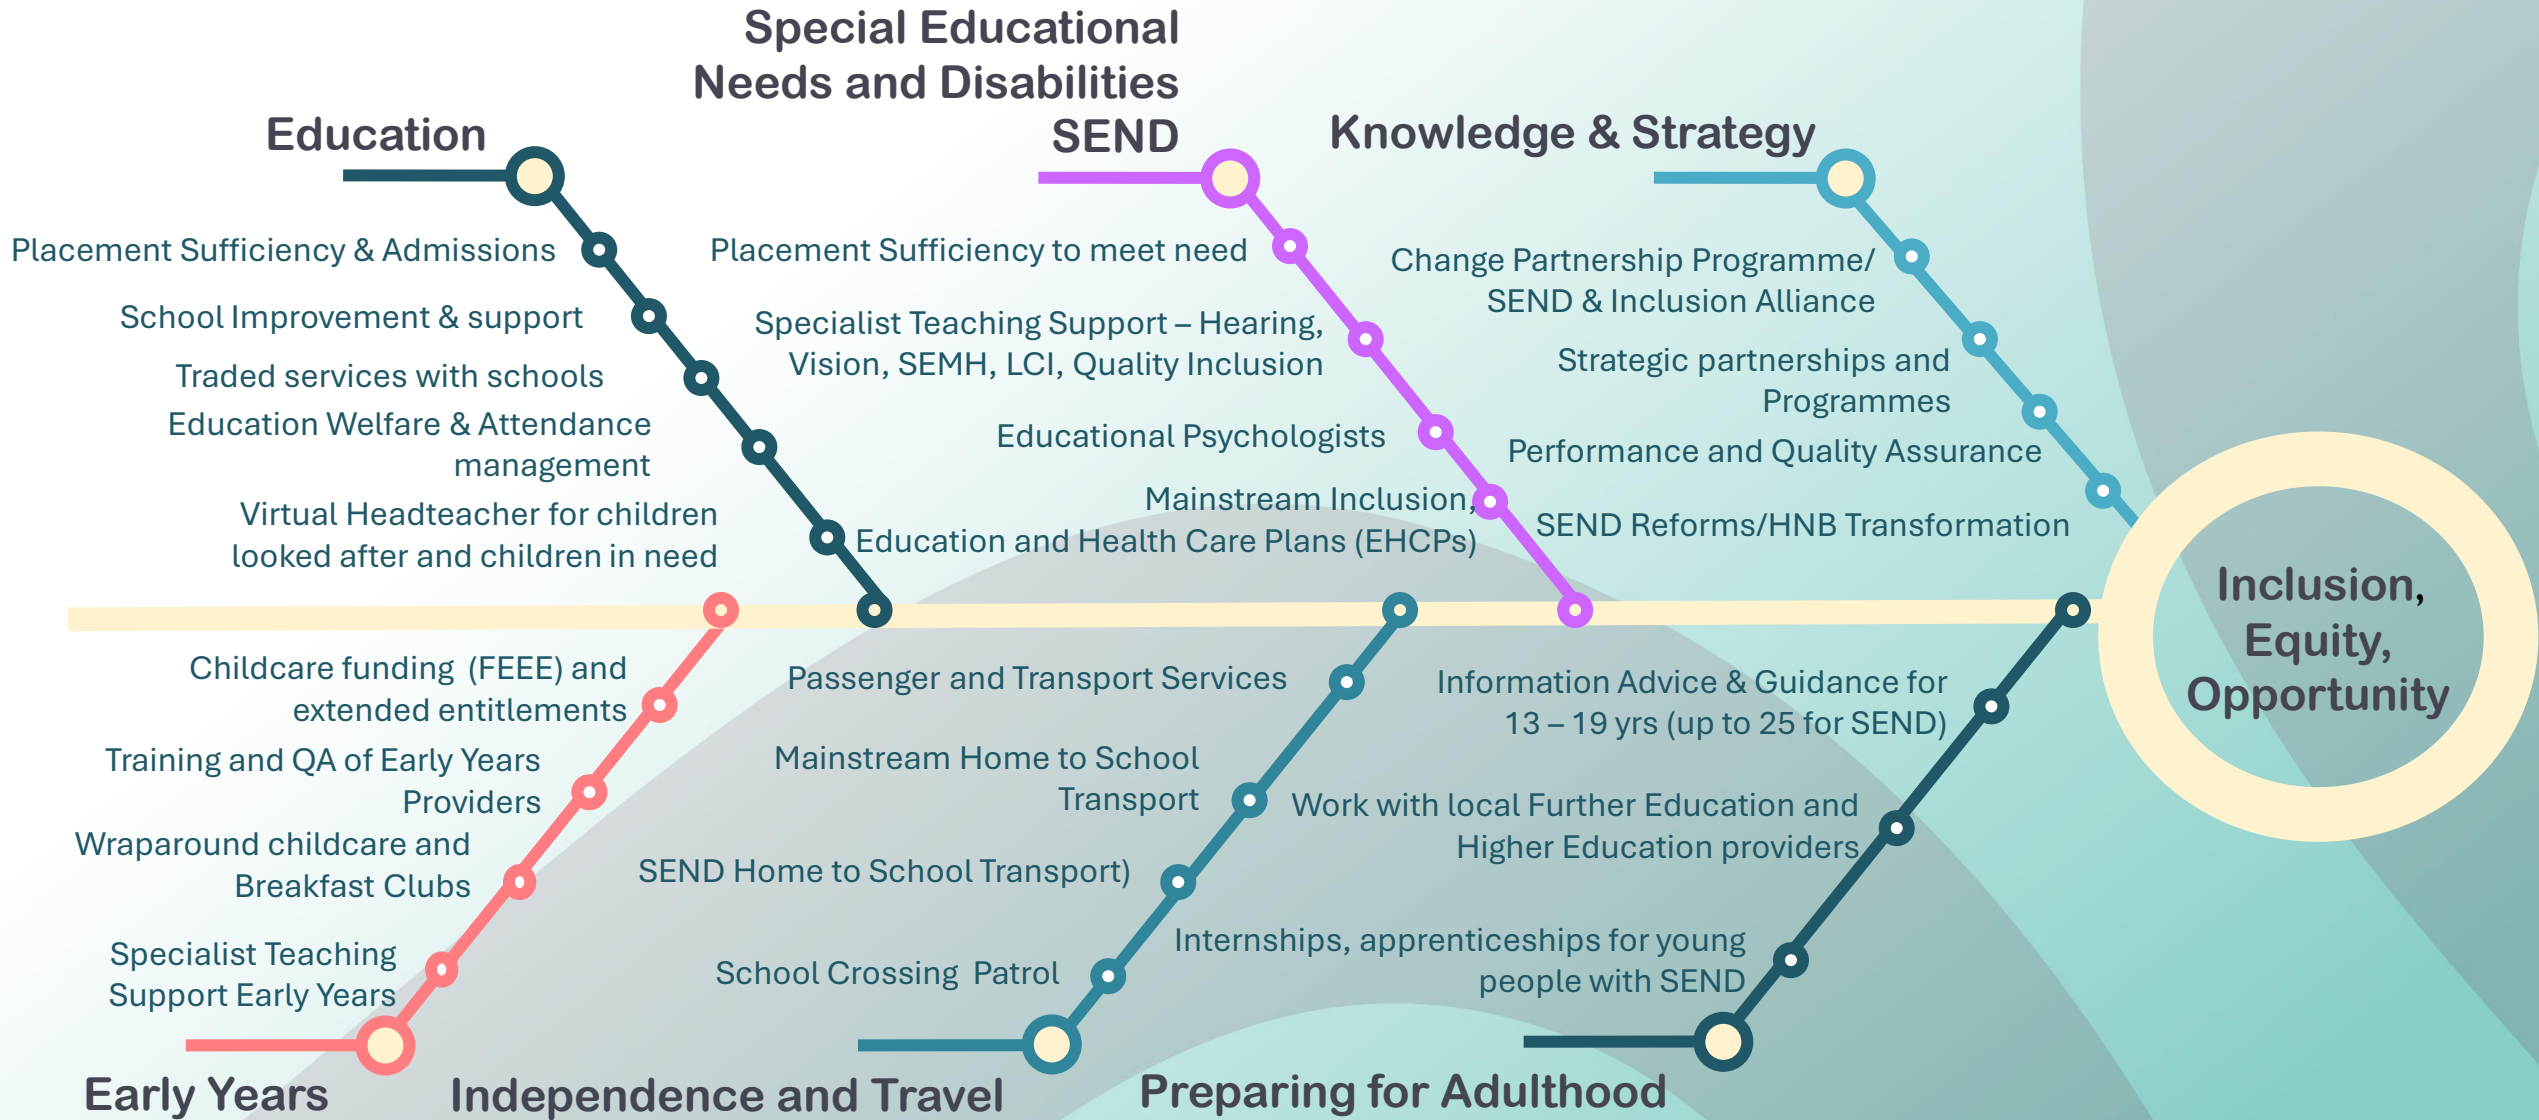 Special Educational
Needs and Disabilities
SEND
Education
Knowledge & Strategy
Placement Sufficiency & Admissions
School Improvement & support
Traded services with schools
Education Welfare & Attendance
management
Virtual Headteacher for children
looked after and children in need
Placement Sufficiency to meet need
Specialist Teaching Support – Hearing,
Vision, SEMH, LCI, Quality Inclusion
Educational Psychologists
Mainstream Inclusion,
Education and Health Care Plans (EHCPs)
Change Partnership Programme/
SEND & Inclusion Alliance
Strategic partnerships and
Programmes
Performance and Quality Assurance
SEND Reforms/HNB Transformation
Inclusion,
Equity,
Opportunity
Childcare funding  (FEEE) and
extended entitlements
Training and QA of Early Years
Providers
Wraparound childcare and
Breakfast Clubs
Specialist Teaching
Support Early Years
Early Years
Passenger and Transport Services
Mainstream Home to School
Transport
SEND Home to School Transport)
School Crossing  Patrol
Independence and Travel
Information Advice & Guidance for
13 – 19 yrs (up to 25 for SEND)
Work with local Further Education and
Higher Education providers
Internships, apprenticeships for young
people with SEND
Preparing for Adulthood